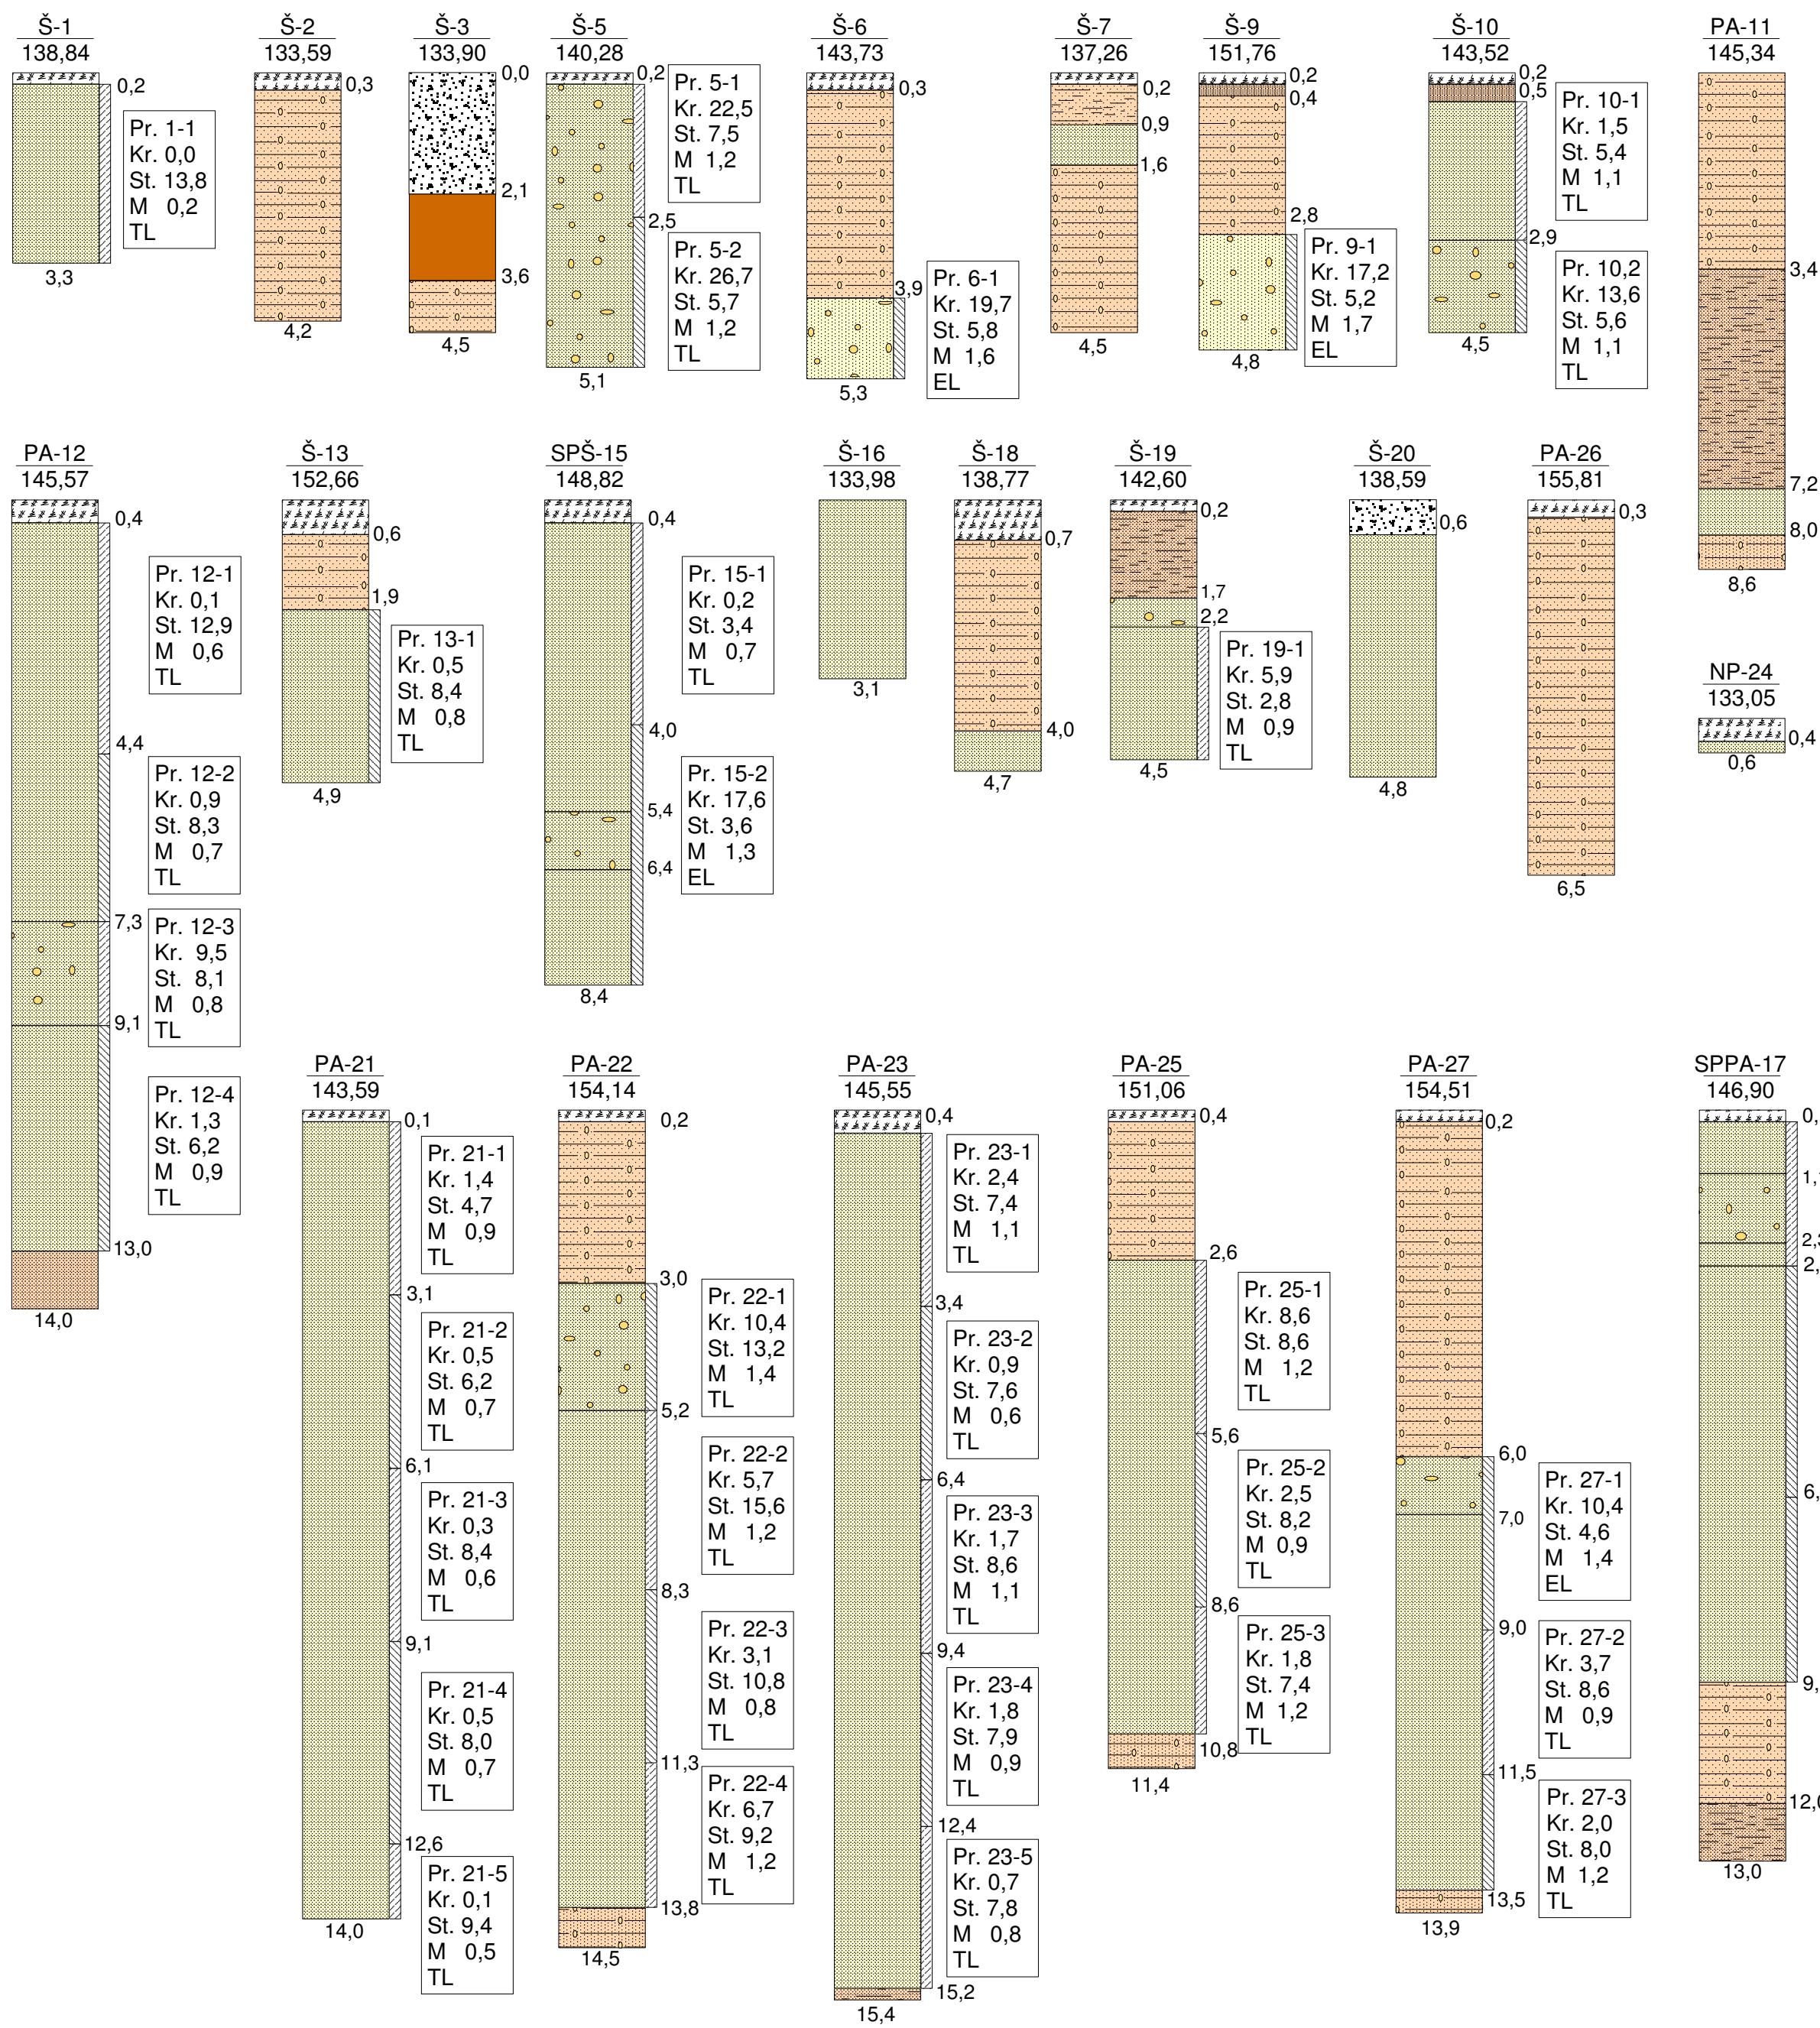 Š-1
138,84
0,2
Pr. 1-1
Kr. 0,0
St. 13,8
M 0,2
TL
3,3
Š-2
133,59
0,3
4,2
Š-3
133,90
0,0
2,1
3,6
4,5
Š-5
140,28
0,2
Pr. 5-1
Kr. 22,5
St. 7,5
M 1,2
TL
2,5
Pr. 5-2
Kr. 26,7
St. 5,7
M 1,2
TL
5,1
Š-6
143,73
0,3
3,9
Pr. 6-1
Kr. 19,7
St. 5,8
M 1,6
EL
5,3
Š-7
137,26
0,2
0,9
1,6
4,5
Š-9
151,76
0,2
0,4
2,8
Pr. 9-1
Kr. 17,2
St. 5,2
M 1,7
EL
4,8
Š-10
143,52
0,2
0,5
Pr. 10-1
Kr. 1,5
St. 5,4
M 1,1
TL
2,9
Pr. 10,2
Kr. 13,6
St. 5,6
M 1,1
TL
4,5
PA-11
145,34
3,4
7,2
8,0
8,6
PA-12
145,57
0,4
Pr. 12-1
Kr. 0,1
St. 12,9
M 0,6
TL
4,4
Pr. 12-2
Kr. 0,9
St. 8,3
M 0,7
TL
7,3
Pr. 12-3
Kr. 9,5
St. 8,1
M 0,8
TL
9,1
Pr. 12-4
Kr. 1,3
St. 6,2
M 0,9
TL
13,0
14,0
Š-13
152,66
0,6
1,9
Pr. 13-1
Kr. 0,5
St. 8,4
M 0,8
TL
4,9
SPŠ-15
148,82
0,4
Pr. 15-1
Kr. 0,2
St. 3,4
M 0,7
TL
4,0
Pr. 15-2
Kr. 17,6
St. 3,6
M 1,3
EL
5,4
6,4
8,4
Š-16
133,98
3,1
Š-18
138,77
0,7
4,0
4,7
Š-19
142,60
0,2
1,7
2,2
Pr. 19-1
Kr. 5,9
St. 2,8
M 0,9
TL
4,5
Š-20
138,59
0,6
4,8
PA-26
155,81
0,3
6,5
NP-24
133,05
0,4
0,6
PA-21
143,59
0,1
Pr. 21-1
Kr. 1,4
St. 4,7
M 0,9
TL
3,1
Pr. 21-2
Kr. 0,5
St. 6,2
M 0,7
TL
6,1
Pr. 21-3
Kr. 0,3
St. 8,4
M 0,6
TL
9,1
Pr. 21-4
Kr. 0,5
St. 8,0
M 0,7
TL
12,6
Pr. 21-5
Kr. 0,1
St. 9,4
M 0,5
TL
14,0
PA-22
154,14
0,2
3,0
Pr. 22-1
Kr. 10,4
St. 13,2
M 1,4
TL
5,2
Pr. 22-2
Kr. 5,7
St. 15,6
M 1,2
TL
8,3
Pr. 22-3
Kr. 3,1
St. 10,8
M 0,8
TL
11,3
Pr. 22-4
Kr. 6,7
St. 9,2
M 1,2
TL
13,8
14,5
PA-23
145,55
0,4
Pr. 23-1
Kr. 2,4
St. 7,4
M 1,1
TL
3,4
Pr. 23-2
Kr. 0,9
St. 7,6
M 0,6
TL
6,4
Pr. 23-3
Kr. 1,7
St. 8,6
M 1,1
TL
9,4
Pr. 23-4
Kr. 1,8
St. 7,9
M 0,9
TL
12,4
Pr. 23-5
Kr. 0,7
St. 7,8
M 0,8
TL
15,2
15,4
PA-25
151,06
0,4
2,6
Pr. 25-1
Kr. 8,6
St. 8,6
M 1,2
TL
5,6
Pr. 25-2
Kr. 2,5
St. 8,2
M 0,9
TL
8,6
Pr. 25-3
Kr. 1,8
St. 7,4
M 1,2
TL
10,8
11,4
PA-27
154,51
0,2
6,0
Pr. 27-1
Kr. 10,4
St. 4,6
M 1,4
EL
7,0
9,0
Pr. 27-2
Kr. 3,7
St. 8,6
M 0,9
TL
11,5
Pr. 27-3
Kr. 2,0
St. 8,0
M 1,2
TL
13,5
13,9
SPPA-17
146,90
0,
1,
2,
2,
6,
9,
12,0
13,0